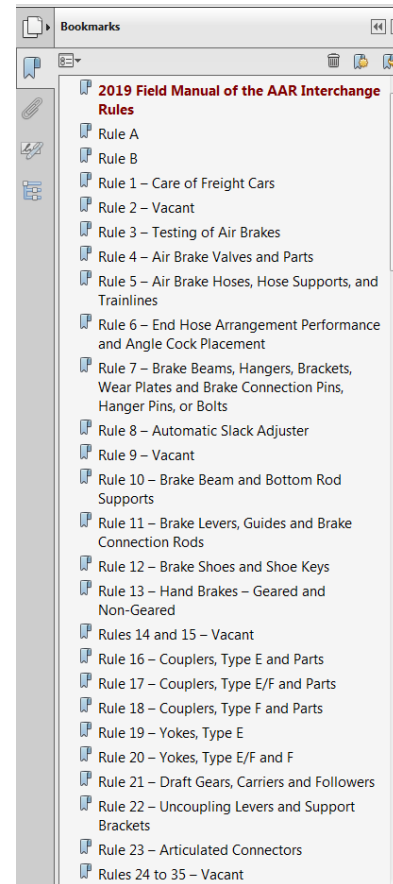 Bookmarks
2019 Field Manual of the AAR Interchange
Rules
Rule A
Rule B
Rule 1 – Care of Freight Cars
Rule 2 – Vacant
Rule 3 – Testing of Air Brakes
Rule 4 – Air Brake Valves and Parts
Rule 5 – Air Brake Hoses, Hose Supports, and
Trainlines
Rule 6 – End Hose Arrangement Performance
and Angle Cock Placement
Rule 7 – Brake Beams, Hangers, Brackets,
Wear Plates and Brake Connection Pins,
Hanger Pins, or Bolts
Rule 8 – Automatic Slack Adjuster
Rule 9 – Vacant
Rule 10 – Brake Beam and Bottom Rod
Supports
Rule 11 – Brake Levers, Guides and Brake
Connection Rods
Rule 12 – Brake Shoes and Shoe Keys
Rule 13 – Hand Brakes – Geared and
Non-Geared
Rules 14 and 15 – Vacant
Rule 16 – Couplers, Type E and Parts
Rule 17 – Couplers, Type E/F and Parts
Rule 18 – Couplers, Type F and Parts
Rule 19 – Yokes, Type E
Rule 20 – Yokes, Type E/F and F
Rule 21 – Draft Gears, Carriers and Followers
Rule 22 – Uncoupling Levers and Support
Brackets
Rule 23 – Articulated Connectors
Rules 24 to 35 – Vacant